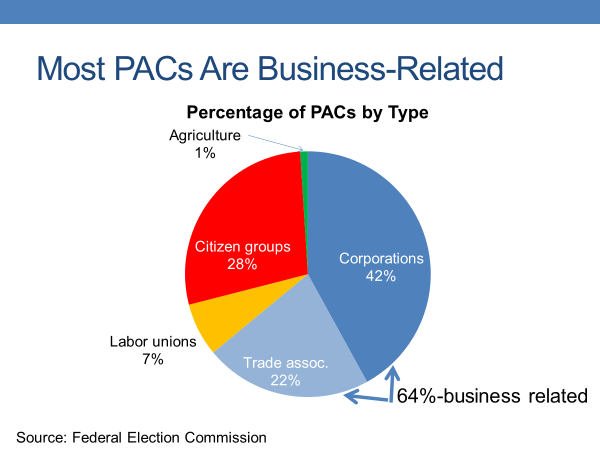 Most PACs Are Business-Related
Percentage of PACs by Type
Agriculture
1%
Citizen groups
28%
Corporations
42%
Labor unions
7%
Trade assoc.
22%
64%-business related
Source: Federal Election Commission